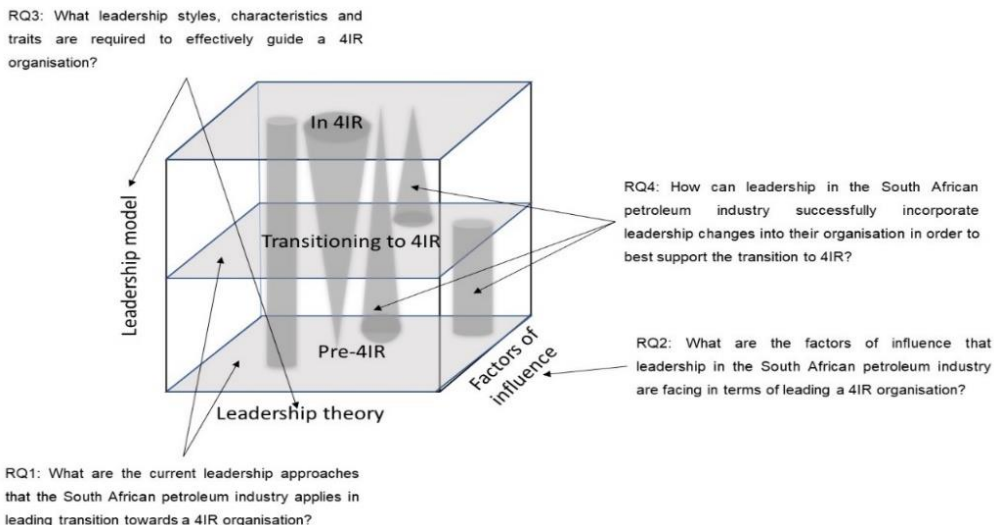 RQ3: What leadership styles, characteristics and
traits are required to effectively guide a 4IR
organisation?
In 4IR
Transitioning to 4IR
Pre-4IR
Leadership model
Leadership theory
Factors of
influence
RQ4: How can leadership in the South African
petroleum industry successfully incorporate
leadership changes into their organisation in order to
best support the transition to 4IR?
RQ2: What are the factors of influence that
leadership in the South African petroleum industry
are facing in terms of leading a 4IR organisation?
RQ1: What are the current leadership approaches
that the South African petroleum industry applies in
leading transition towards a 4IR organisation?